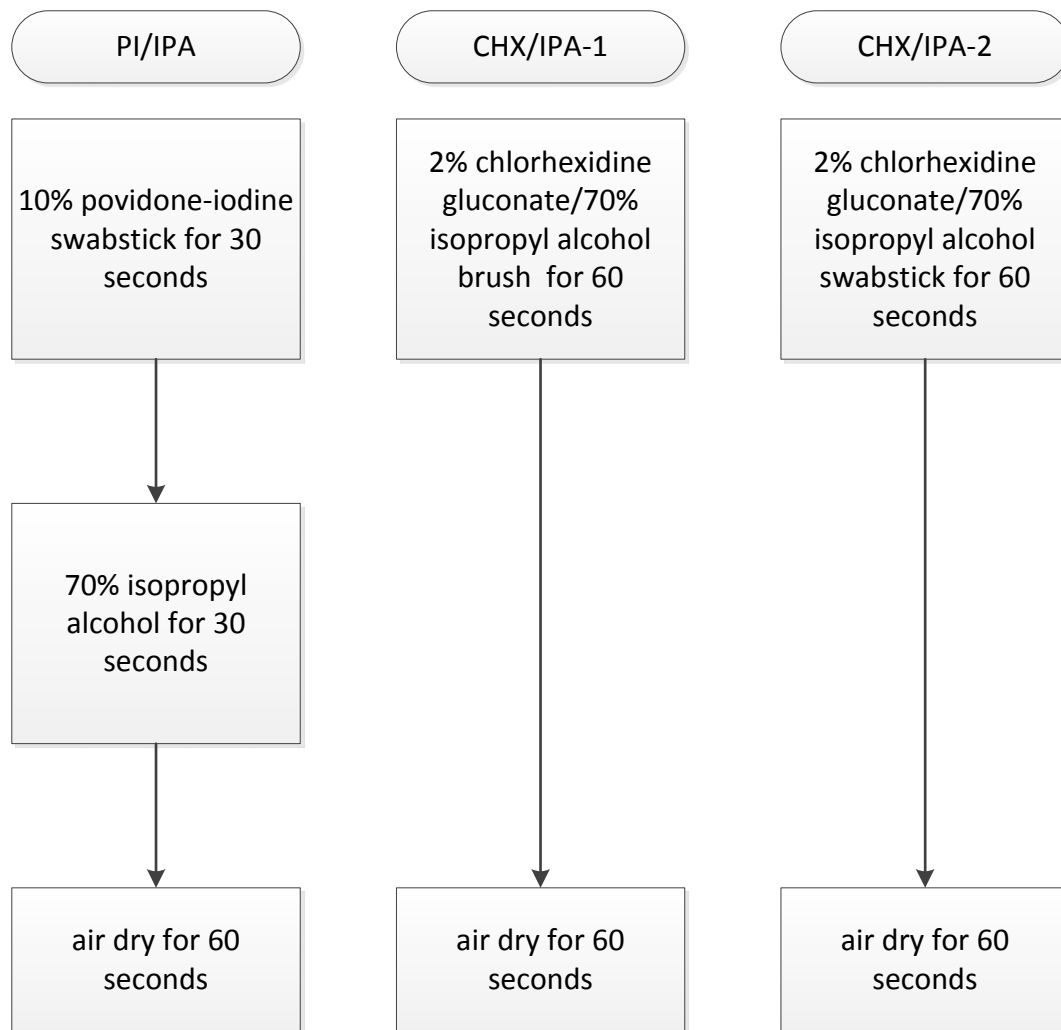 PI/IPA
10% povidone-iodine
swabstick for 30
seconds
70% isopropyl
alcohol for 30
seconds
air dry for 60
seconds
CHX/IPA-1
2% chlorhexidine
gluconate/70%
isopropyl alcohol
brush  for 60
seconds
air dry for 60
seconds
CHX/IPA-2
2% chlorhexidine
gluconate/70%
isopropyl alcohol
swabstick for 60
seconds
air dry for 60
seconds